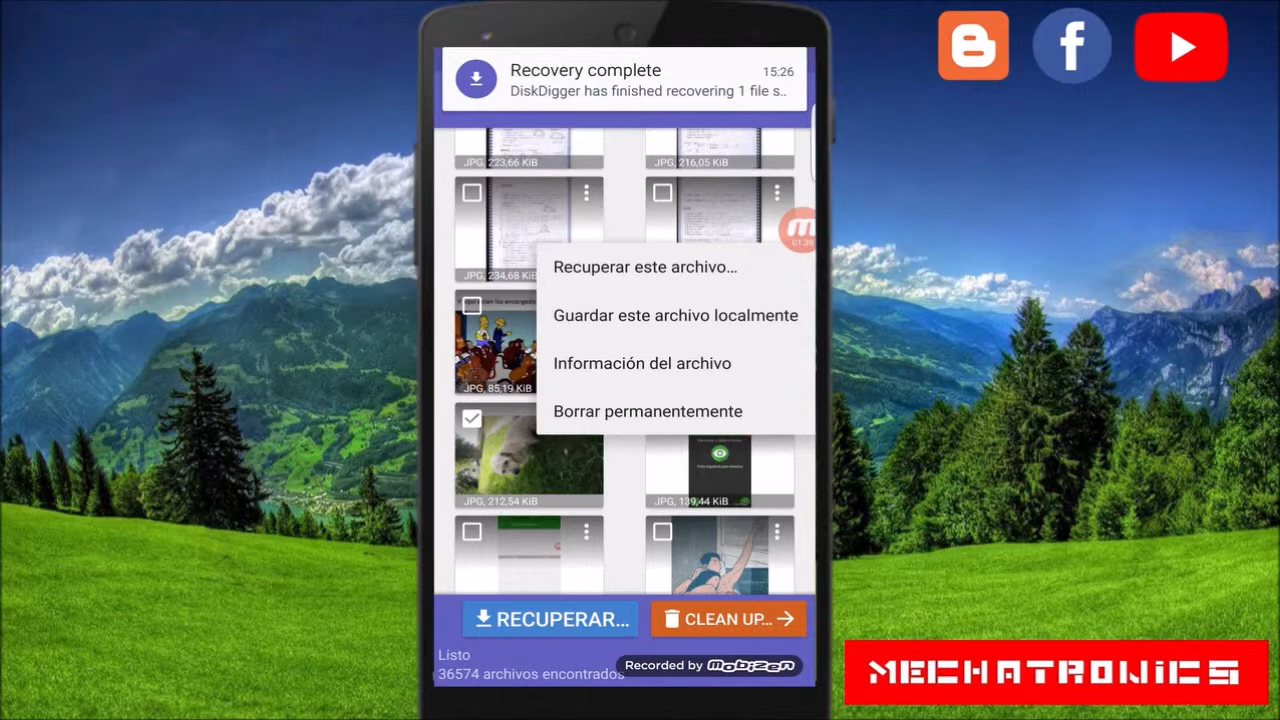 Recovery complete
15:26
DiskDigger has finished recovering 1 file s..
JPG, 223,66 KiB
JPG, 216,05 KiB
01:39
JPG, 234,68 KiB
Recuperar este archivo...
Guardar este archivo localmente
Información del archivo
Borrar permanentemente
JPG, 85,19 KiB
JPG, 212,54 KiB
JPG, 139,44 KiB
RECUPERAR...
CLEAN UP...
Listo
36574 archivos encontrados
Recorded by mobizen
MECHATRONICS